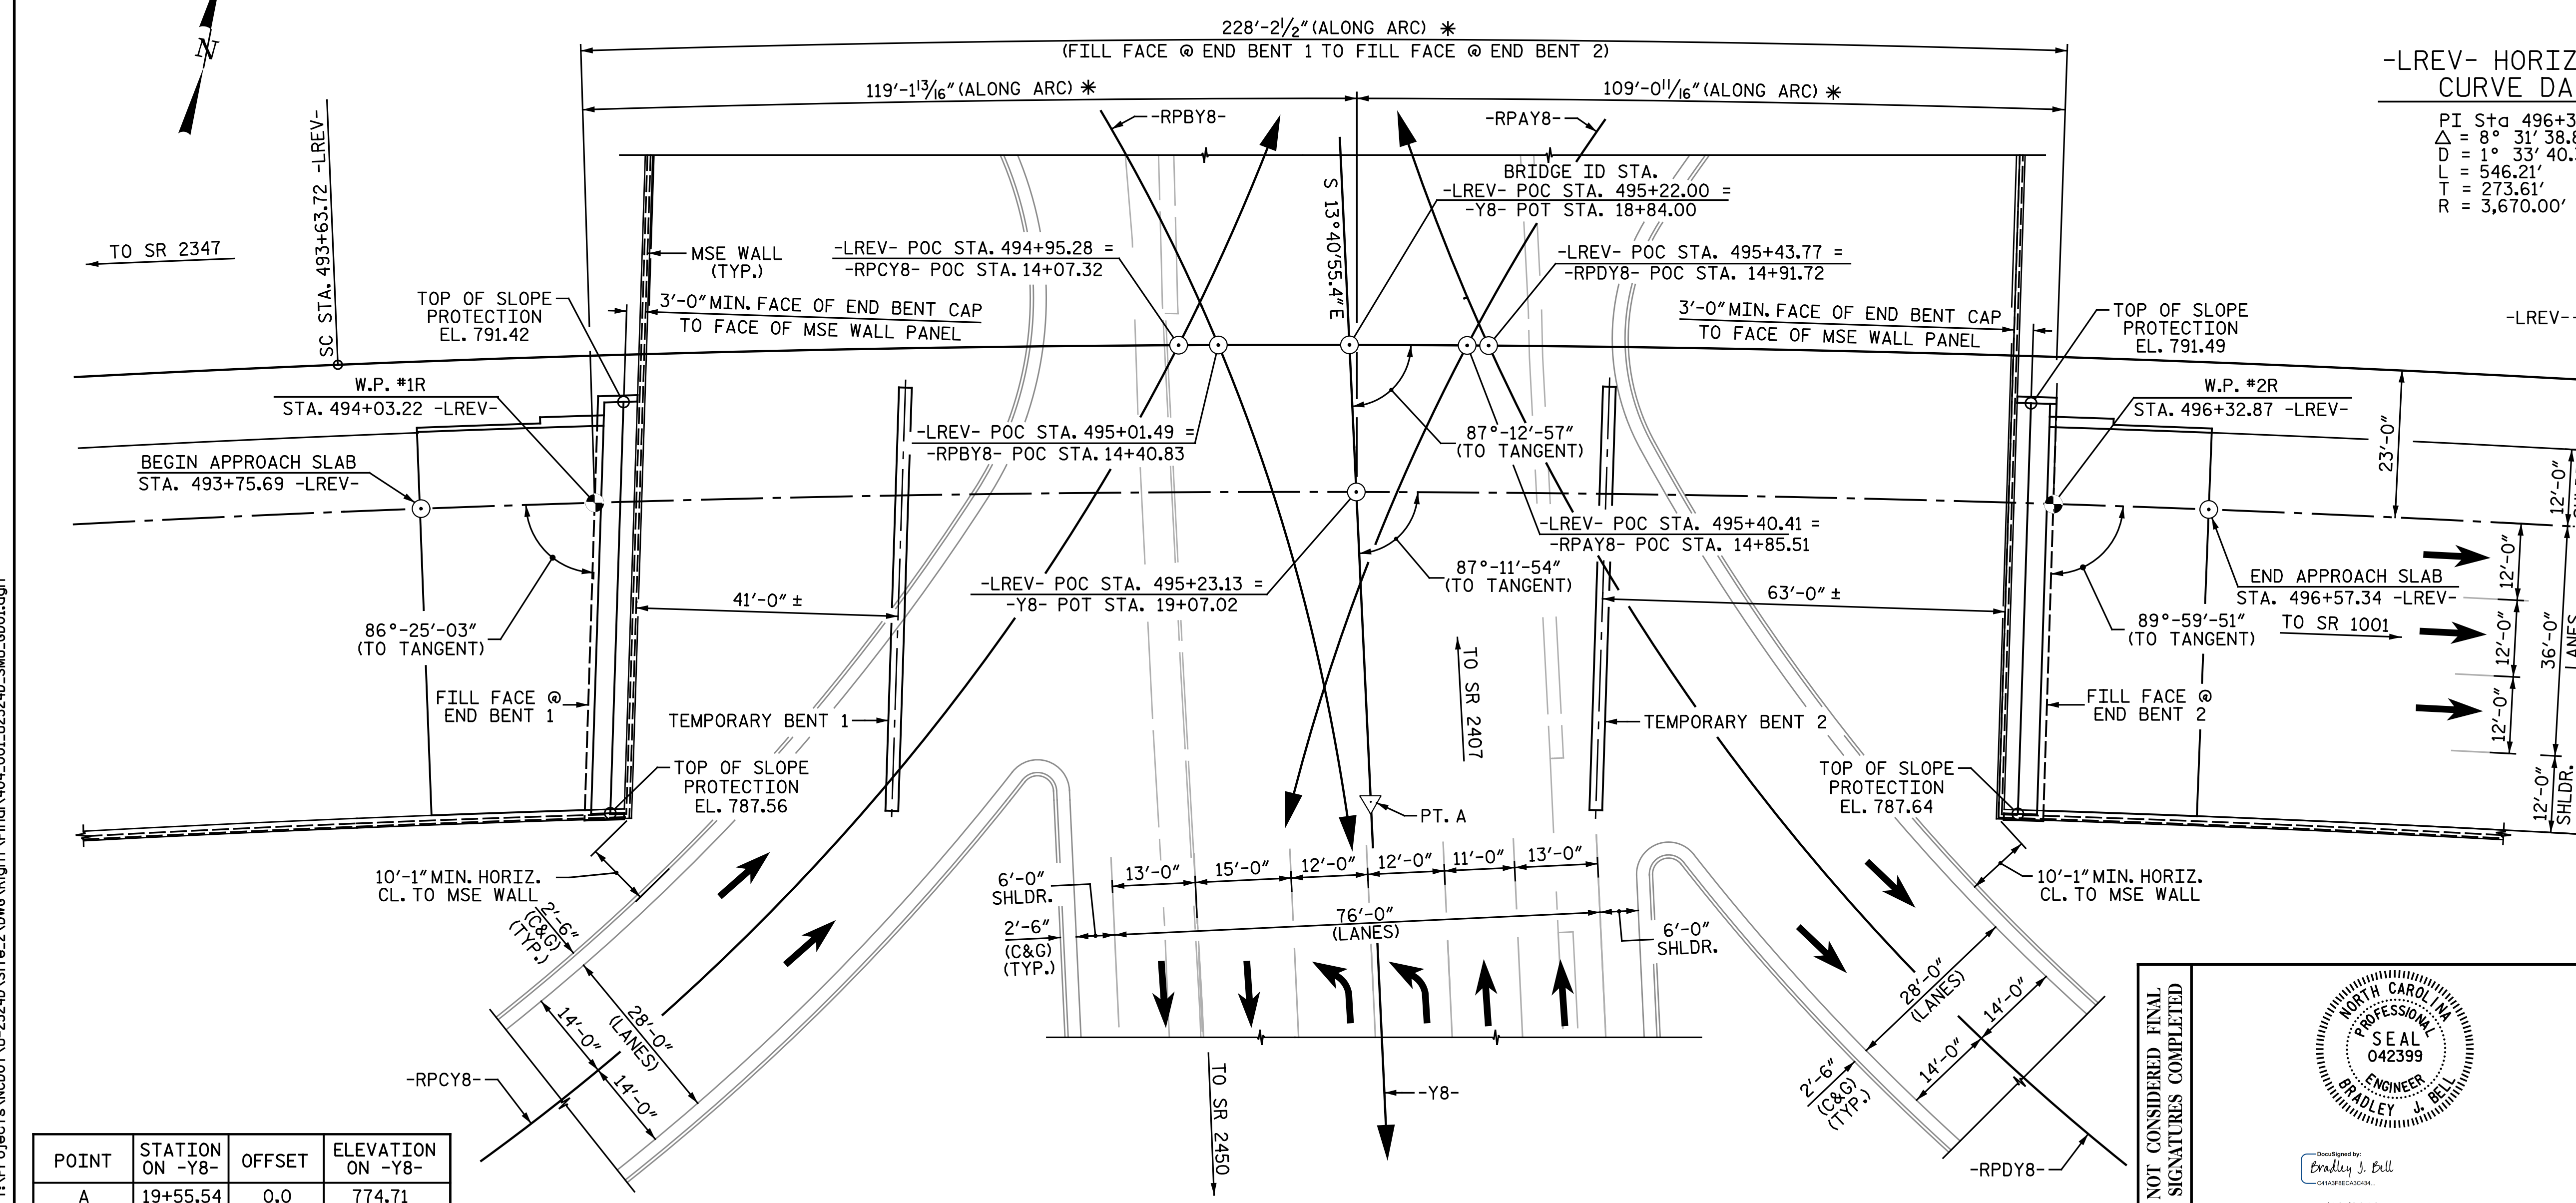 228′-2½″ (ALONG ARC) *
(FILL FACE @ END BENT 1 TO FILL FACE @ END BENT 2)
119′-1 13/16″ (ALONG ARC) *
109′-0 11/16″ (ALONG ARC) *
N
-RPBY8-
-RPAY8-
-LREV- HORIZ
CURVE DA
PI Sta 496+3
△ = 8° 31′ 38.8
D = 1° 33′ 40.
L = 546.21′
T = 273.61′
R = 3,670.00′
SC STA. 493+63.72 -LREV-
TO SR 2347
MSE WALL
(TYP.)
S 13°40′55.4″E
BRIDGE ID STA.
-LREV- POC STA. 495+22.00 =
-Y8- POT STA. 18+84.00
-LREV- POC STA. 494+95.28 =
-RPCY8- POC STA. 14+07.32
-LREV- POC STA. 495+43.77 =
-RPDY8- POC STA. 14+91.72
TOP OF SLOPE
PROTECTION
EL. 791.42
3′-0″ MIN. FACE OF END BENT CAP
TO FACE OF MSE WALL PANEL
3′-0″ MIN. FACE OF END BENT CAP
TO FACE OF MSE WALL PANEL
TOP OF SLOPE
PROTECTION
EL. 791.49
-LREV-
W.P. #1R
STA. 494+03.22 -LREV-
W.P. #2R
STA. 496+32.87 -LREV-
23′-0″
BEGIN APPROACH SLAB
STA. 493+75.69 -LREV-
-LREV- POC STA. 495+01.49 =
-RPBY8- POC STA. 14+40.83
87°-12′-57″
(TO TANGENT)
-LREV- POC STA. 495+40.41 =
-RPAY8- POC STA. 14+85.51
12′-0″
-LREV- POC STA. 495+23.13 =
-Y8- POT STA. 19+07.02
87°-11′-54″
(TO TANGENT)
41′-0″ ±
63′-0″ ±
END APPROACH SLAB
STA. 496+57.34 -LREV-
TO SR 1001
86°-25′-03″
(TO TANGENT)
89°-59′-51″
(TO TANGENT)
12′-0″
12′-0″
12′-0″
36′-0″
LANES
12′-0″
SHLDR.
FILL FACE @
END BENT 1
TEMPORARY BENT 1
TO SR 2407
TEMPORARY BENT 2
FILL FACE @
END BENT 2
TOP OF SLOPE
PROTECTION
EL. 787.56
PT. A
TOP OF SLOPE
PROTECTION
EL. 787.64
10′-1″ MIN. HORIZ.
CL. TO MSE WALL
2′-6″
(C&G)
(TYP.)
6′-0″
SHLDR.
13′-0″
15′-0″
12′-0″
12′-0″
11′-0″
13′-0″
2′-6″
(C&G)
(TYP.)
76′-0″
(LANES)
6′-0″
SHLDR.
10′-1″ MIN. HORIZ.
CL. TO MSE WALL
28′-0″
(LANES)
14′-0″
14′-0″
28′-0″
(LANES)
14′-0″
14′-0″
2′-6″
(C&G)
(TYP.)
-RPCY8-
TO SR 2450
-Y8-
-RPDY8-
POINT STATION ON -Y8- OFFSET ELEVATION ON -Y8-
A 19+55.54 0.0 774.71
NOT CONSIDERED FINAL
SIGNATURES COMPLETED
NORTH CAROLINA
PROFESSIONAL
SEAL
042399
ENGINEER
BRADLEY J. BELL
DocuSigned by:
Bradley J. Bell
C41A3F8ECA3C434...